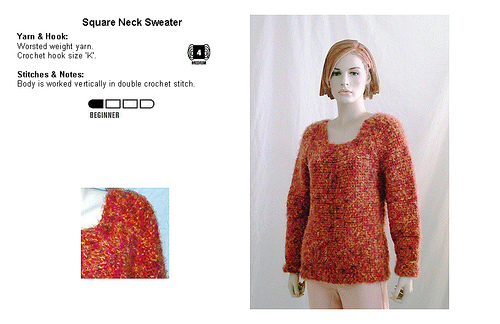 Square Neck Sweater
Yarn & Hook:
Worsted weight yarn.
Crochet hook size "K".
4
MEDIUM
Stitches & Notes:
Body is worked vertically in double crochet stitch.
BEGINNER